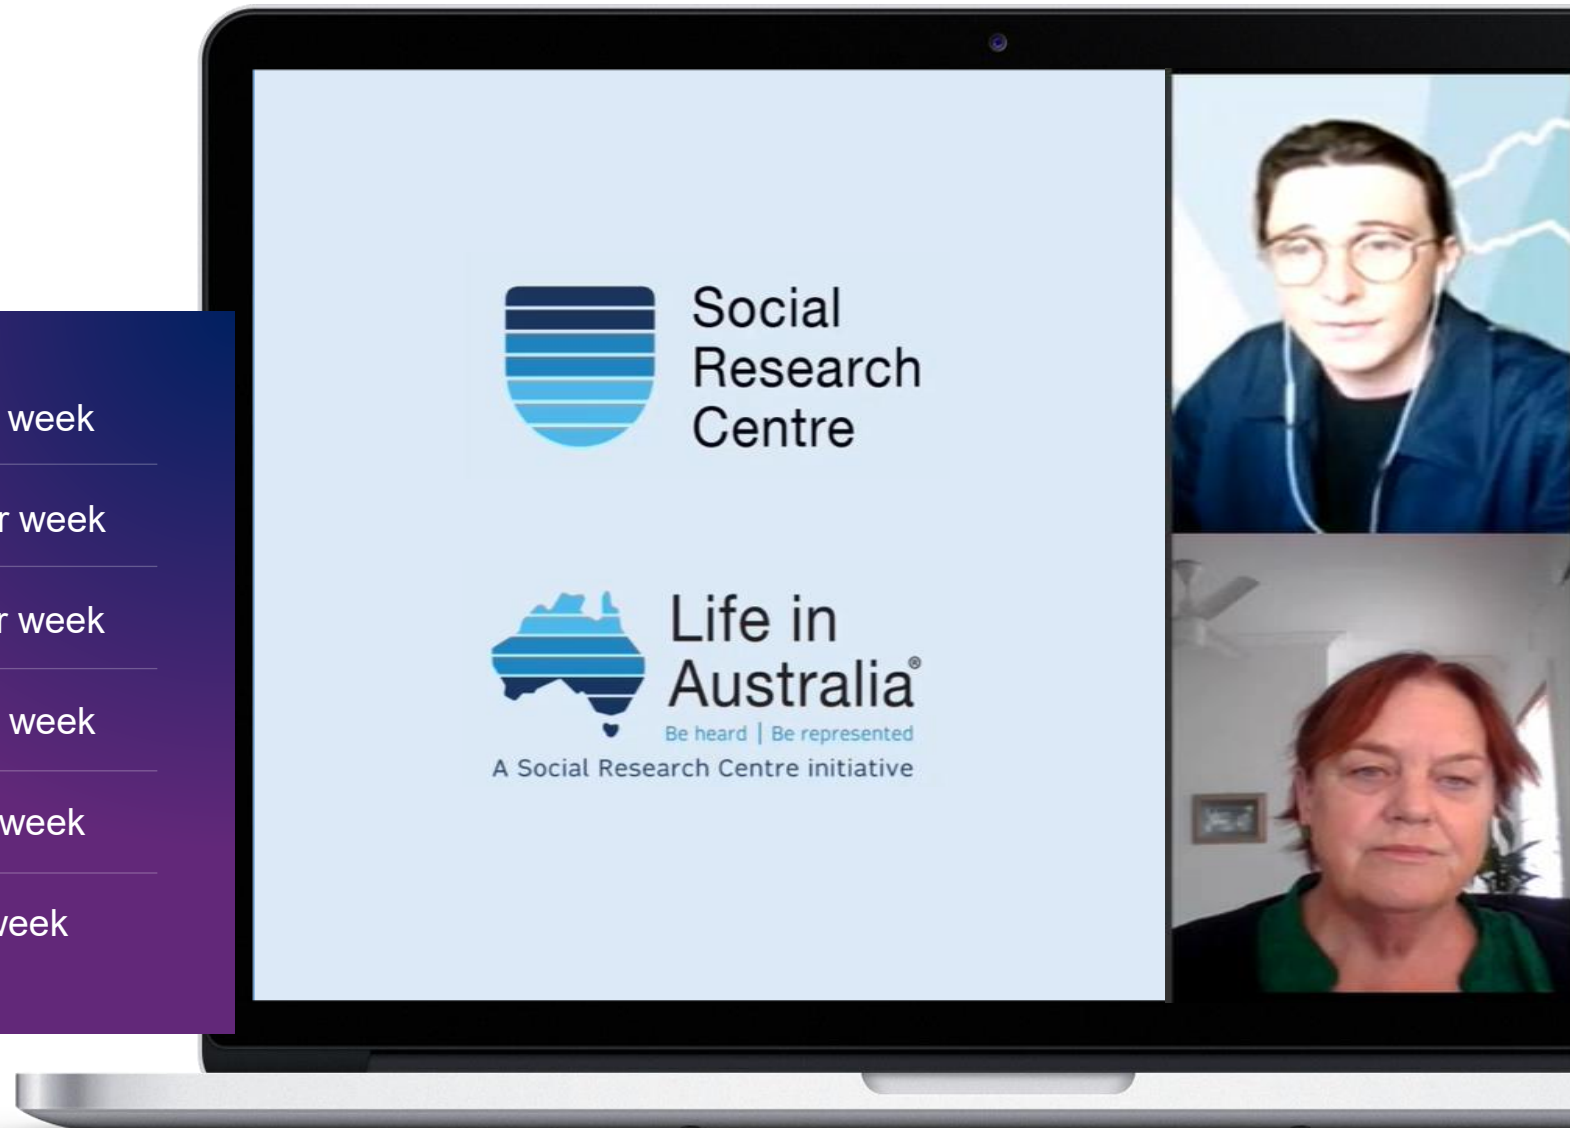 week
r week
r week
week
week
week
Social
Research
Centre
Life in
Australia®
Be heard | Be represented
A Social Research Centre initiative